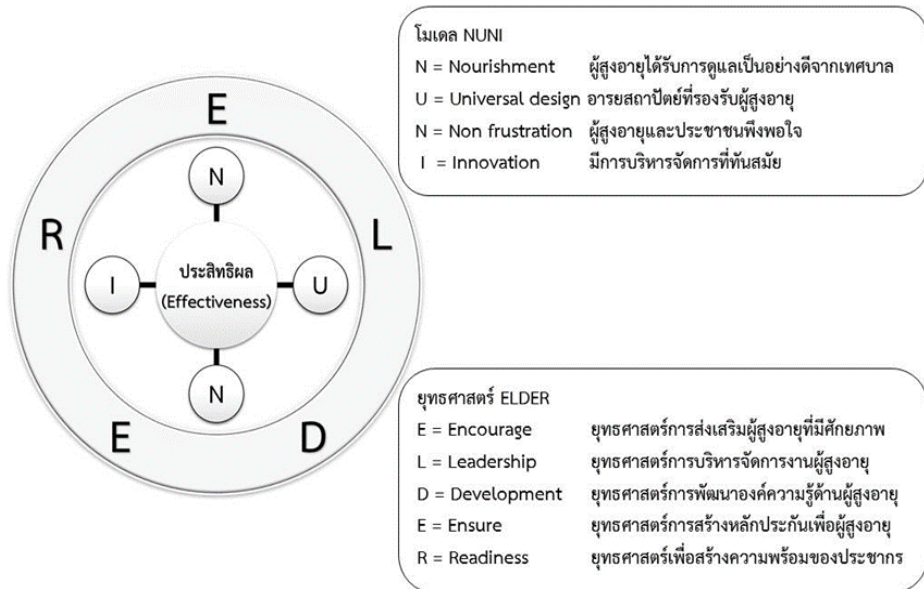 E
N
R
L
I
ประสิทธิผล
(Effectiveness)
U
N
E
D
โมเดล NUNI
N = Nourishment ผู้สูงอายุได้รับการดูแลเป็นอย่างดีจากเทศบาล
U = Universal design อารยสถาปัตย์ที่รองรับผู้สูงอายุ
N = Non frustration ผู้สูงอายุและประชาชนพึงพอใจ
I = Innovation มีการบริหารจัดการที่ทันสมัย
ยุทธศาสตร์ ELDER
E = Encourage ยุทธศาสตร์การส่งเสริมผู้สูงอายุที่มีศักยภาพ
L = Leadership ยุทธศาสตร์การบริหารจัดการงานผู้สูงอายุ
D = Development ยุทธศาสตร์การพัฒนาองค์ความรู้ด้านผู้สูงอายุ
E = Ensure ยุทธศาสตร์การสร้างหลักประกันเพื่อผู้สูงอายุ
R = Readiness ยุทธศาสตร์เพื่อสร้างความพร้อมของประชากร